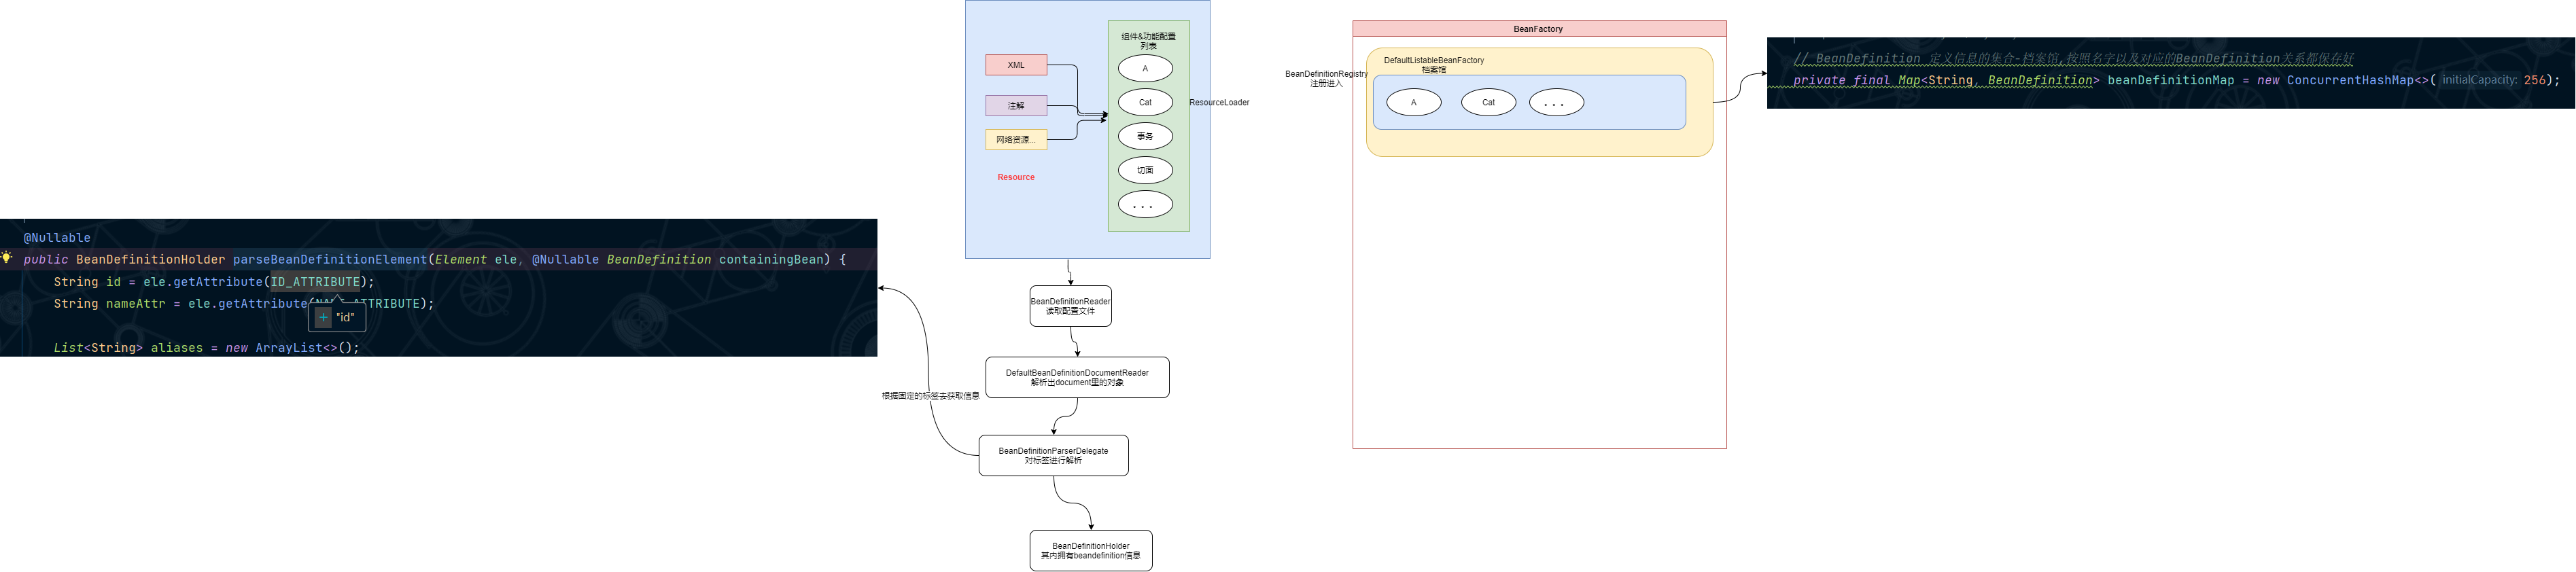 XML
注解
网络资源...
Resource
组件&功能配置
列表
A
Cat
事务
切面
...
ResourceLoader
BeanDefinitionRegistry
注册进入
BeanFactory
DefaultListableBeanFactory
档案馆
A
Cat
...
// BeanDefinition 定义信息的集合-档案馆,按照名字以及对应的BeanDefinition关系都保存好
private final Map<String, BeanDefinition> beanDefinitionMap = new ConcurrentHashMap<>( initialCapacity: 256);
@Nullable
public BeanDefinitionHolder parseBeanDefinitionElement(Element ele, @Nullable BeanDefinition containingBean) {
String id = ele.getAttribute(ID_ATTRIBUTE);
String nameAttr = ele.getAttribute(NAME_ATTRIBUTE);
+ "id"
List<String> aliases = new ArrayList<>();
BeanDefinitionReader
读取配置文件
DefaultBeanDefinitionDocumentReader
解析出document里的对象
根据固定的标签去获取信息
BeanDefinitionParserDelegate
对标签进行解析
BeanDefinitionHolder
其内拥有beandefinition信息